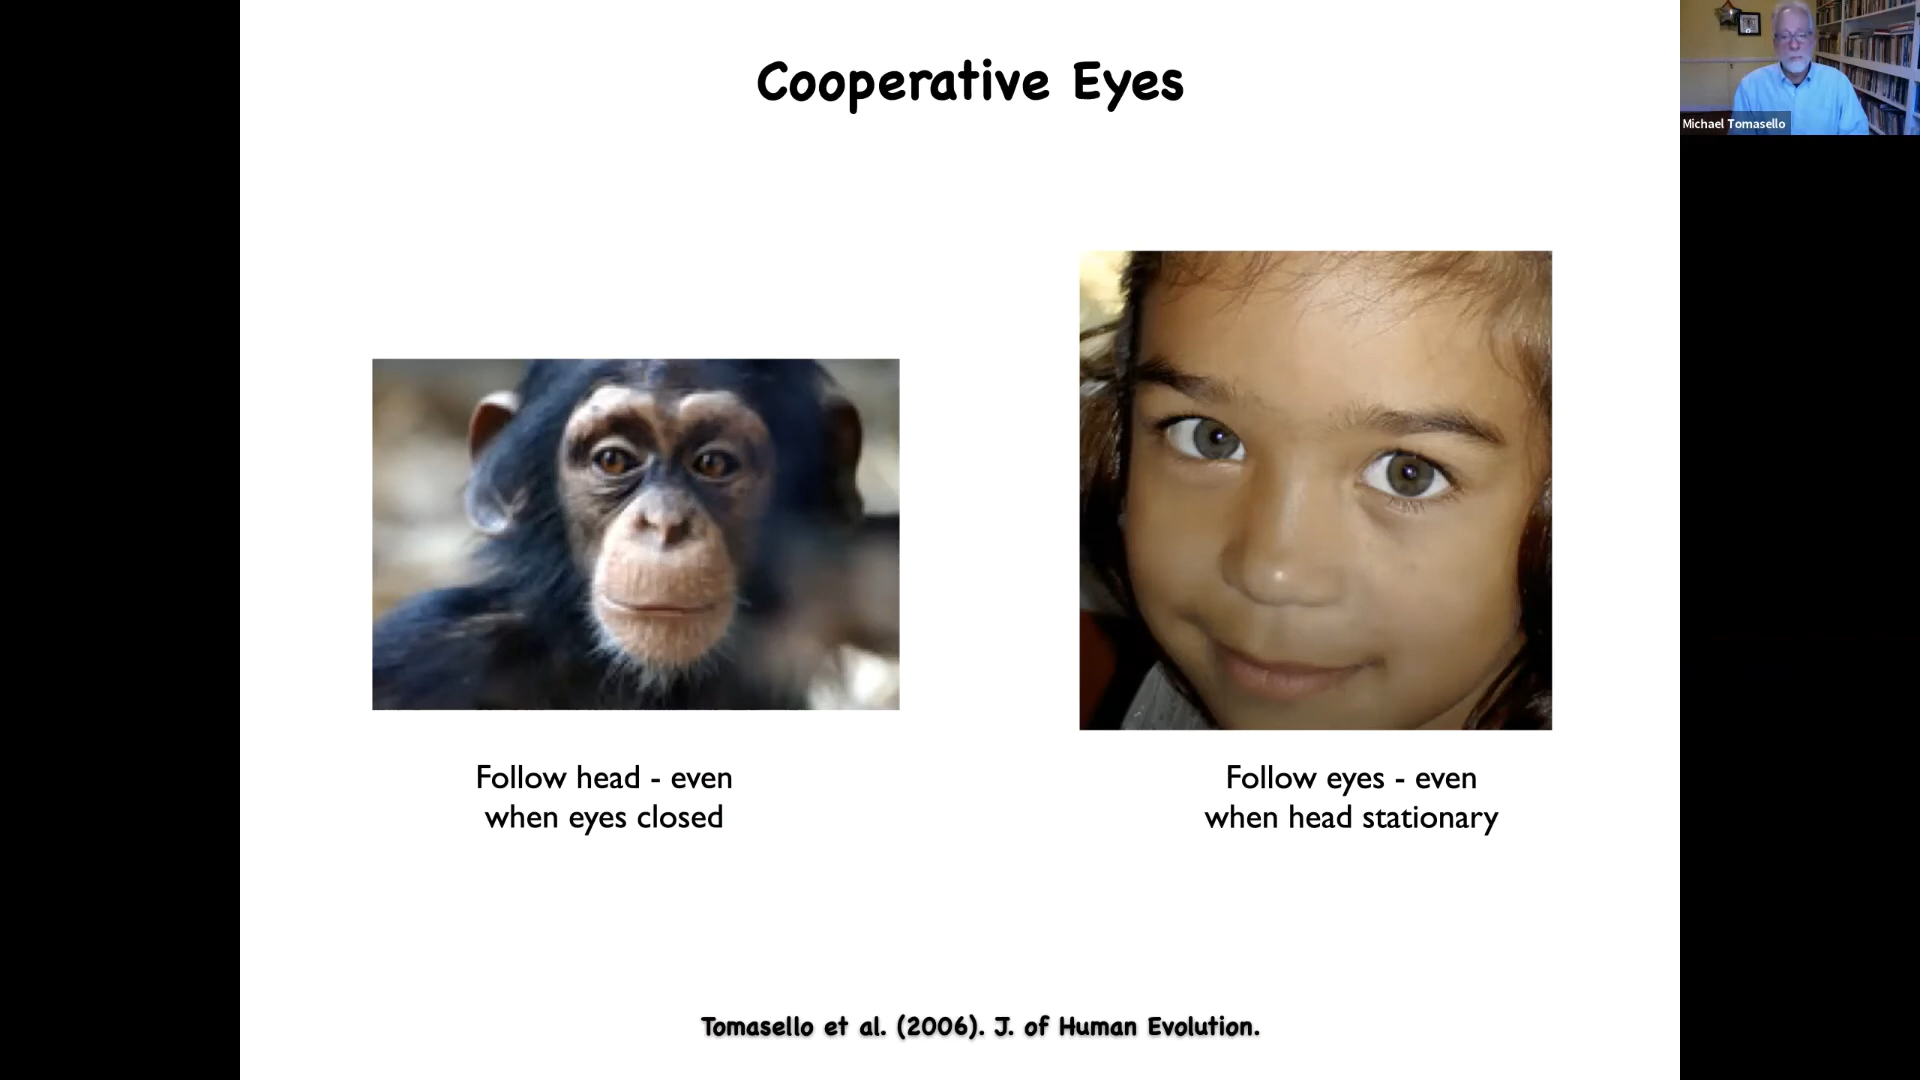 Cooperative Eyes
Michael Tomasello
Follow head - even
when eyes closed
Follow eyes - even
when head stationary
Tomasello et al. (2006). J. of Human Evolution.